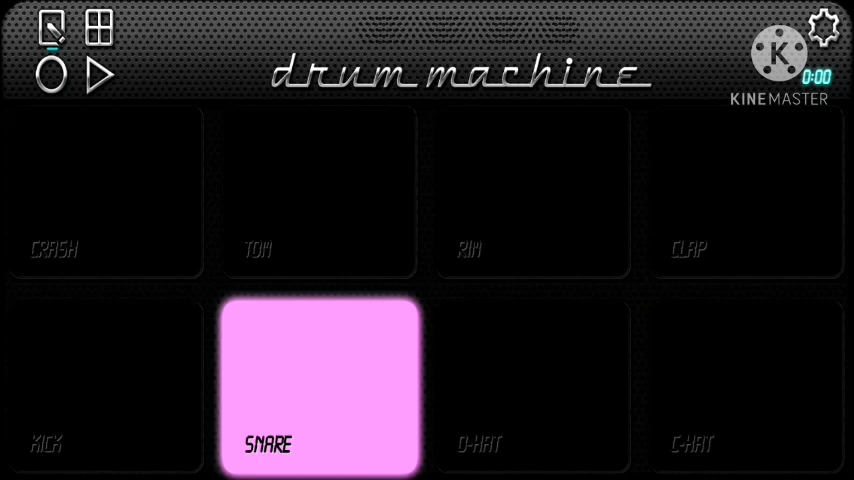 drum machine
K
KINEMASTER
0:00
CRASH
TOM
RIM
CLAP
KICK
SNARE
O-HAT
C-HAT